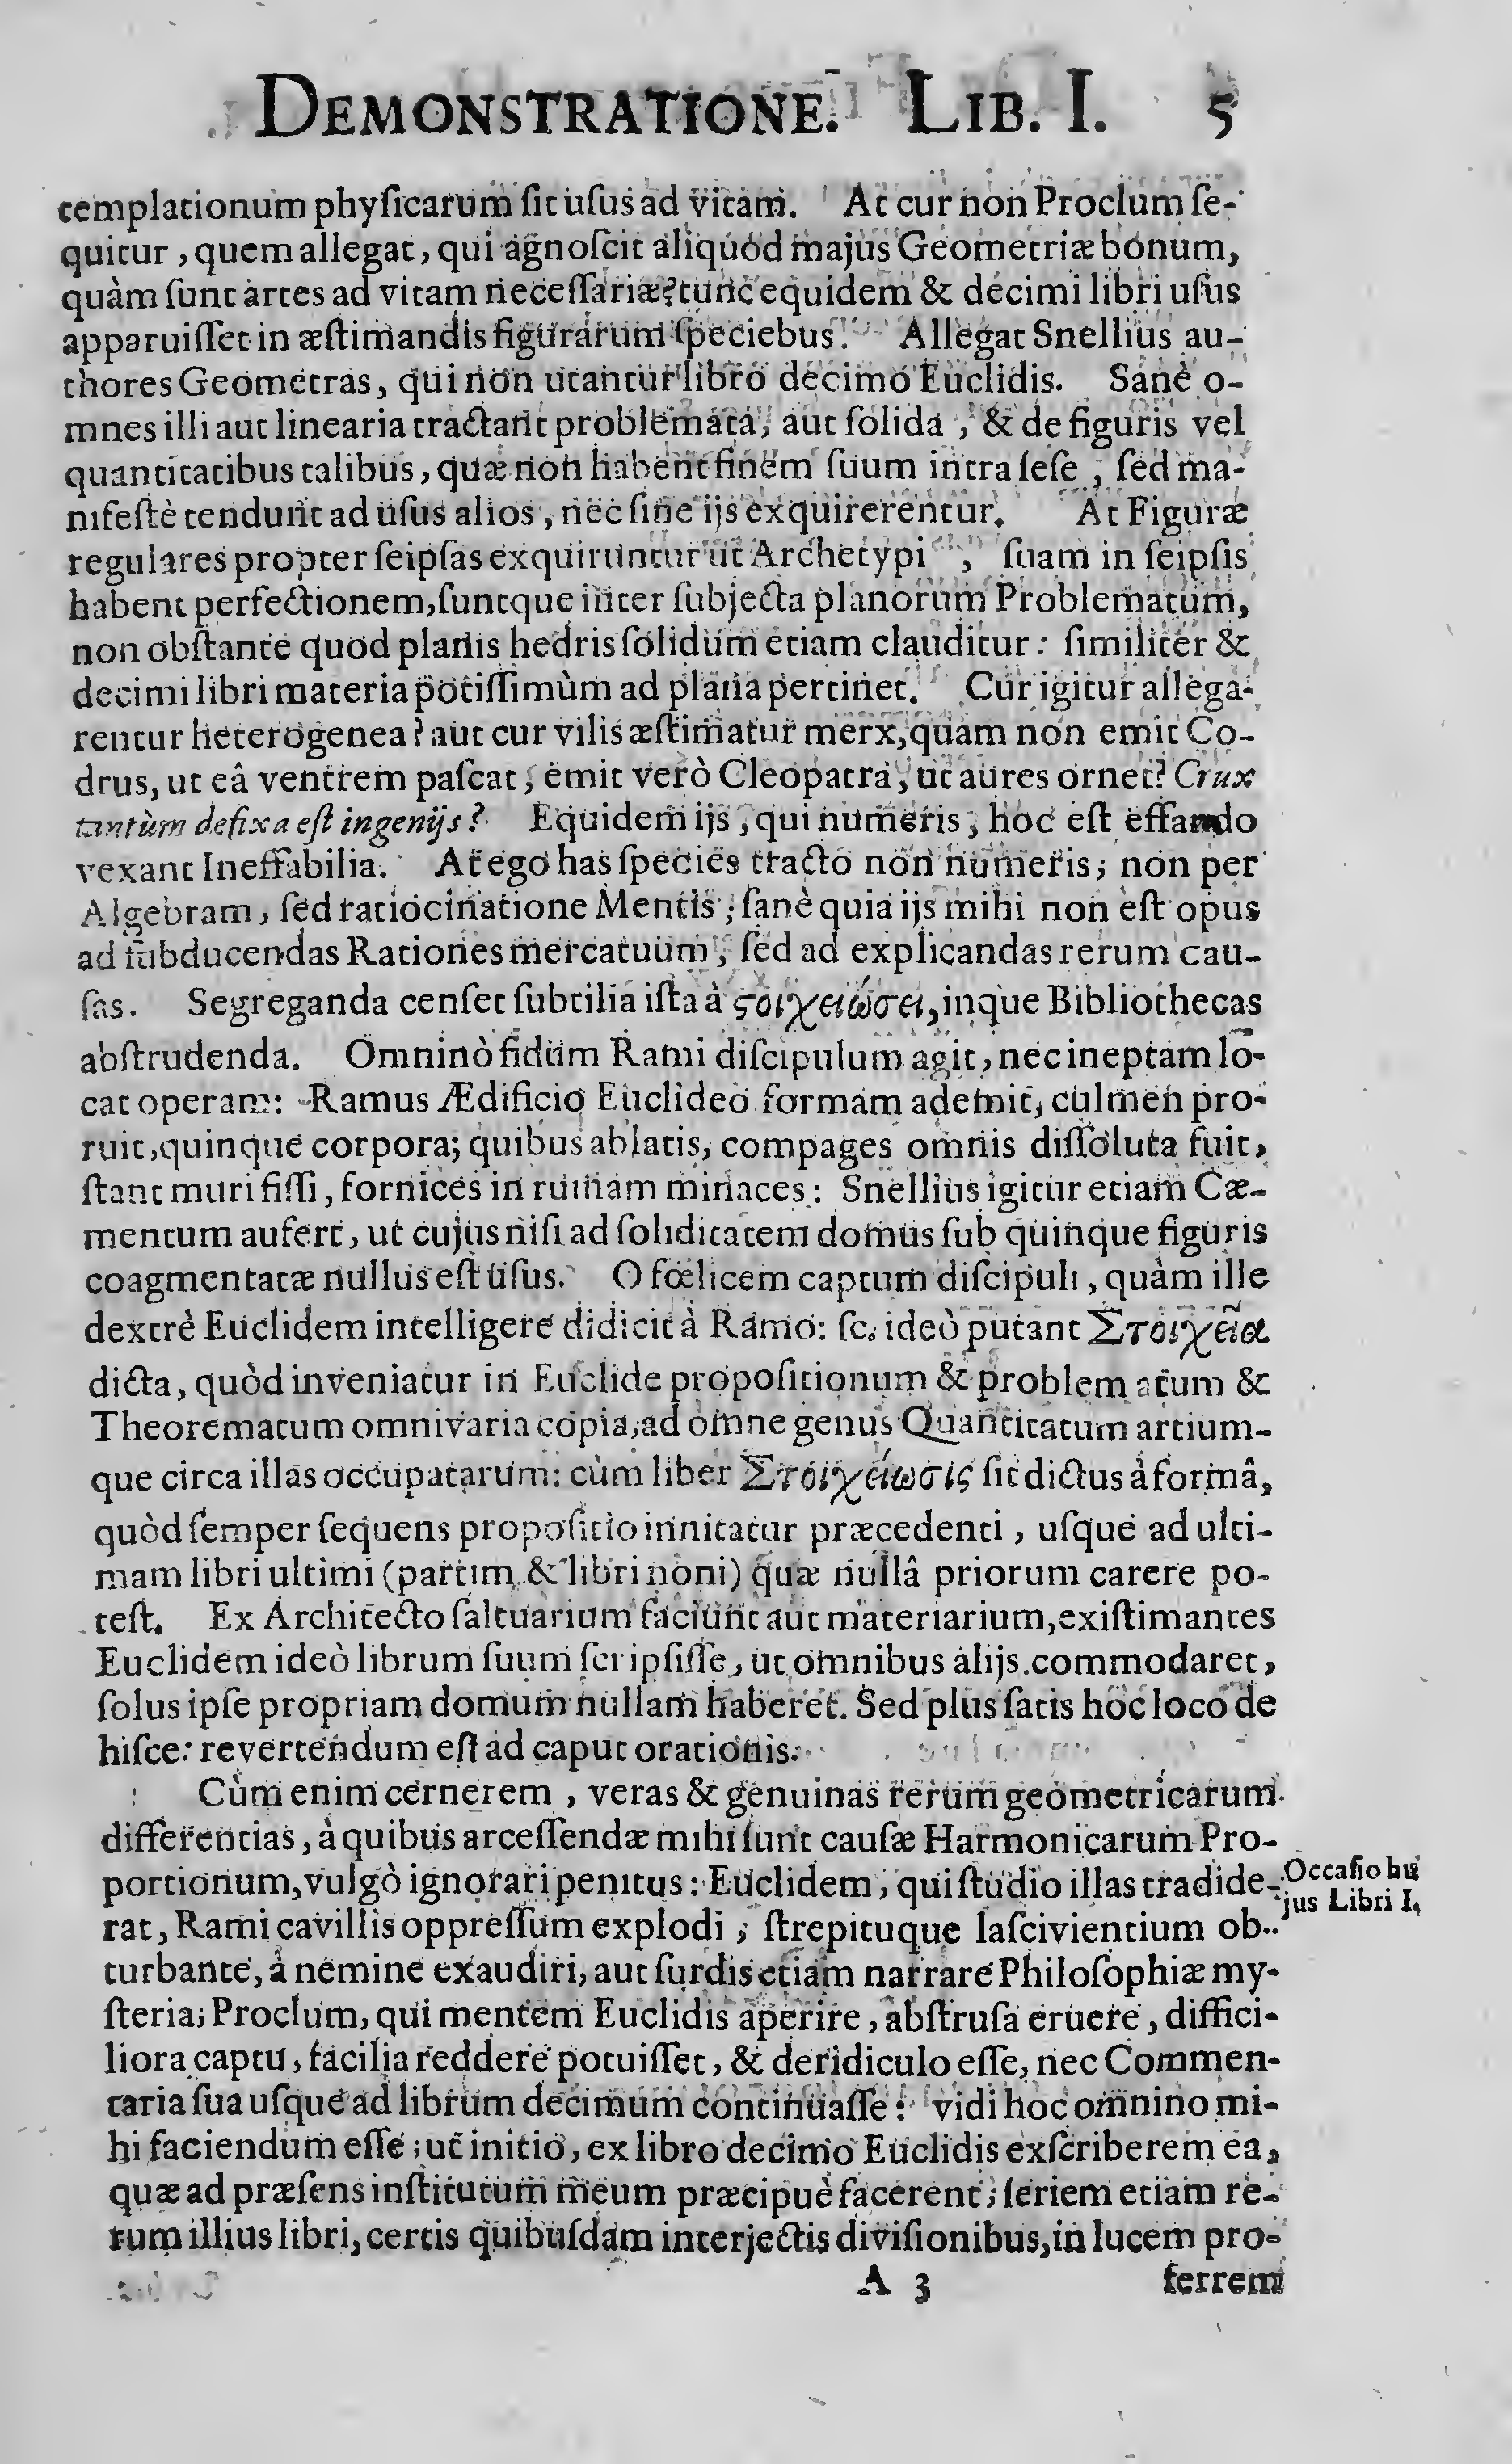 DEMONSTRATIONE. LIB. I. 5
templationum phyſicarum ſit uſus ad vitam. At cur non Proclum ſe-
quitur, quem allegat, qui agnoſcit aliquod majus Geometriæ bonum,
quàm ſunt artes ad vitam neceſſariæ? tunc equidem & decimi libri uſus
apparuiſſet in æſtimandis figurarum ſpeciebus. Allegat Snellius au-
thores Geometras, qui non utantur libro decimo Euclidis. Sanè o-
mnes illi aut linearia tractant problemata, aut ſolida, & de figuris vel
quantitatibus talibus, quæ non habent finem ſuum intra ſeſe, ſed ma-
nifeſtè tendunt ad uſus alios, nec ſine ijs exquirerentur. At Figuræ
regulares propter ſeipſas exquiruntur ut Archetypi, ſuam in ſeipſis
habent perfectionem, ſuntque inter ſubjecta planorum Problematum,
non obſtante quod planis hedris ſolidum etiam clauditur: ſimiliter &
decimi libri materia potiſſimùm ad plana pertinet. Cur igitur allega-
rentur heterogenea? aut cur vilis æſtimatur merx, quam non emit Co-
drus, ut eâ ventrem paſcat, emit verò Cleopatra, ut aures ornet? Crux
tantùm defixa eſt ingenijs? Equidem ijs, qui numeris, hoc eſt effando
vexant Ineffabilia. At ego has ſpecies tracto non numeris, non per
Algebram, ſed ratiocinatione Mentis; ſanè quia ijs mihi non eſt opus
ad ſubducendas Rationes mercatuum, ſed ad explicandas rerum cau-
ſas. Segreganda cenſet ſubtilia iſta à ϛοιχειώσει, inque Bibliothecas
abſtrudenda. Omninò fidum Rami diſcipulum agit, nec ineptam lo-
cat operam: Ramus Ædificio Euclideo formam ademit, culmen pro-
ruit, quinque corpora; quibus ablatis, compages omnis diſſoluta fuit,
ſtant muri fiſſi, fornices in ruinam minaces: Snellius igitur etiam Cæ-
mentum aufert, ut cujus niſi ad ſoliditatem domus ſub quinque figuris
coagmentatæ nullus eſt uſus. O fœlicem captum diſcipuli, quàm ille
dextrè Euclidem intelligere didicit à Ramo: ſc. ideò putant Στοιχεῖα
dicta, quòd inveniatur in Euclide propoſitionum & problematum &
Theorematum omnivaria copia, ad omne genus Quantitatum artium-
que circa illas occupatarum: cùm liber Στοιχείωσις ſit dictus à formâ,
quòd ſemper ſequens propoſitio innitatur præcedenti, uſque ad ulti-
mam libri ultimi (partim & libri noni) quæ nullâ priorum carere po-
teſt. Ex Architecto ſaltuarium faciunt aut materiarium, exiſtimantes
Euclidem ideò librum ſuum ſcripſiſſe, ut omnibus alijs commodaret,
ſolus ipſe propriam domum nullam haberet. Sed plus ſatis hoc loco de
hiſce: revertendum eſt ad caput orationis.
Cùm enim cernerem, veras & genuinas rerum geometricarum
differentias, à quibus arceſſendæ mihi ſunt cauſæ Harmonicarum Pro-
portionum, vulgò ignorari penitus: Euclidem, qui ſtudio illas tradide-
rat, Rami cavillis oppreſſum explodi, ſtrepituque laſcivientium ob-
turbante, à nemine exaudiri, aut ſurdis etiam narrare Philoſophiæ my-
ſteria; Proclum, qui mentem Euclidis aperire, abſtruſa eruere, diffici-
liora captu, facilia reddere potuiſſet, & deridiculo eſſe, nec Commen-
taria ſua uſque ad librum decimum continuaſſe: vidi hoc omnino mi-
hi faciendum eſſe; ut initio, ex libro decimo Euclidis exſcriberem ea,
quæ ad præſens inſtitutum meum præcipuè facerent; ſeriem etiam re-
rum illius libri, certis quibuſdam interjectis diviſionibus, in lucem pro-
A 3 ferrem
Occaſio hu
jus Libri I.